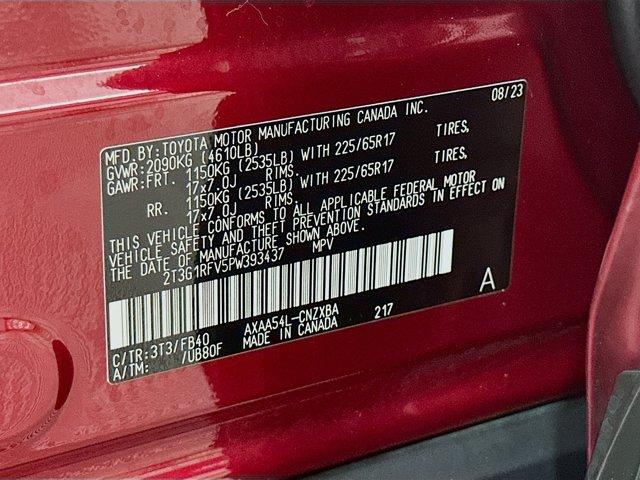 MFD.BY:TOYOTA MOTOR MANUFACTURING CANADA INC. 08/23
GVWR:2090KG (4610LB)
GAWR:FRT. 1150KG (2535LB) WITH 225/65R17 TIRES,
17x7.0J RIMS.
RR. 1150KG (2535LB) WITH 225/65R17 TIRES,
17x7.0J RIMS.
THIS VEHICLE CONFORMS TO ALL APPLICABLE FEDERAL MOTOR
VEHICLE SAFETY AND THEFT PREVENTION STANDARDS IN EFFECT ON
THE DATE OF MANUFACTURE SHOWN ABOVE.
2T3G1RFV5PW393437 MPV
A
C/TR:3T3/FB40 AXAA54L-CNZXBA 217
A/TM: /UB80F MADE IN CANADA